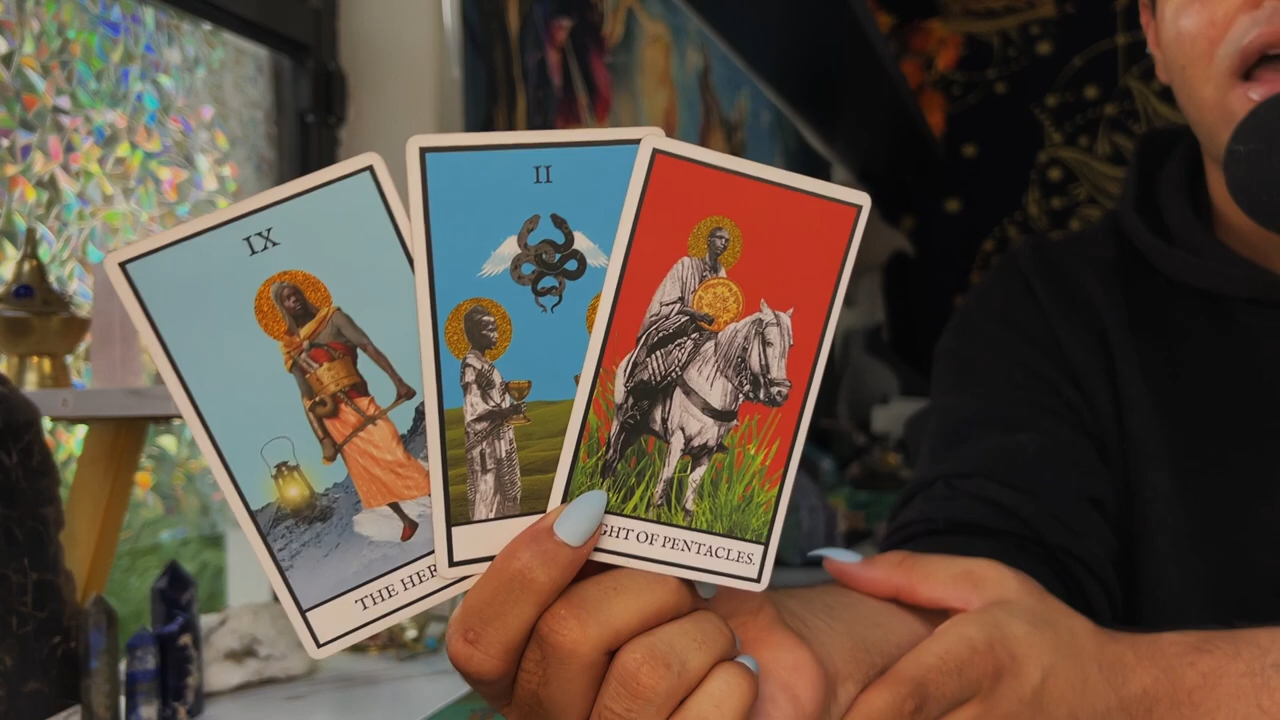 IX
THE HER
II
GHT OF PENTACLES.